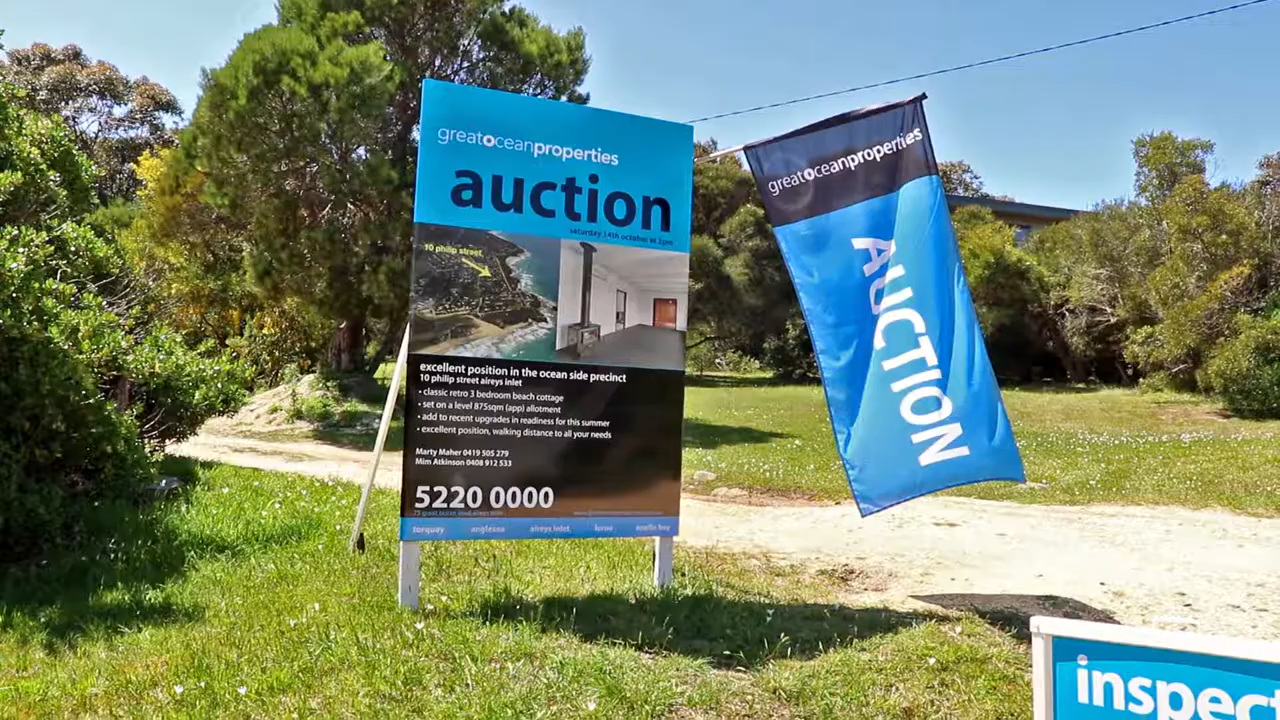 greatoceanproperties
auction
saturday 14th october at 2pm
10 philip street
excellent position in the ocean side precinct
10 philip street aireys inlet
• classic retro 3 bedroom beach cottage
• set on a level 875sqm (app) allotment
• add to recent upgrades in readiness for this summer
• excellent position, walking distance to all your needs
Marty Maher 0419 505 279
Mim Atkinson 0408 912 533
5220 0000
torquay anglesea aireys inlet lorne apollo bay
greatoceanproperties
AUCTION
inspect